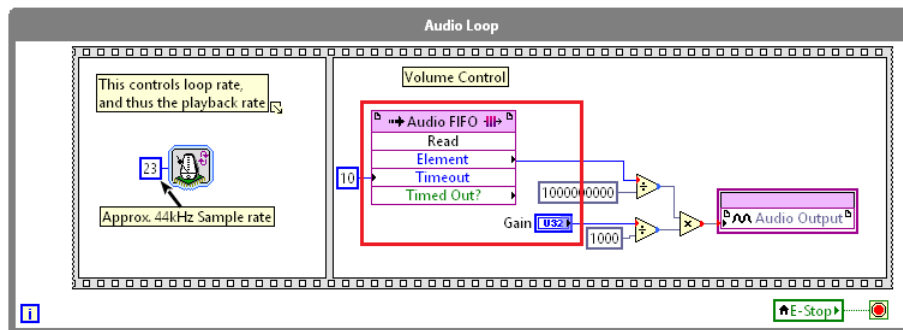 Audio Loop
This controls loop rate,
and thus the playback rate
23
Approx. 44kHz Sample rate
Volume Control
Audio FIFO
Read
Element
10
Timeout
Timed Out?
1000000000
Gain
U32
1000
Audio Output
i
E-Stop